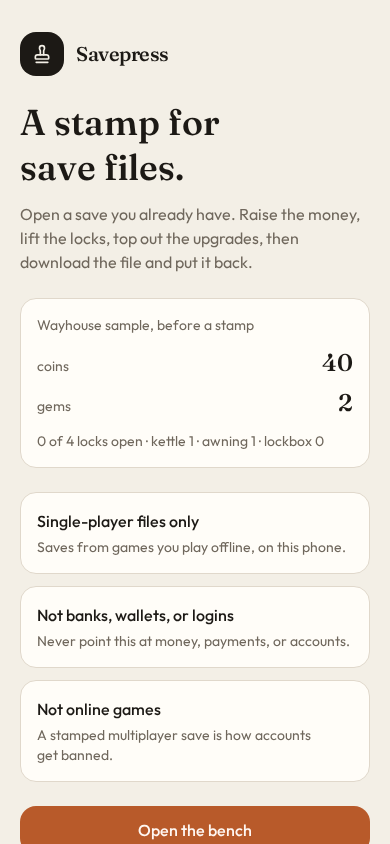 Savepress
A stamp for
save files.
Open a save you already have. Raise the money,
lift the locks, top out the upgrades, then
download the file and put it back.
Wayhouse sample, before a stamp
coins 40
gems 2
0 of 4 locks open · kettle 1 · awning 1 · lockbox 0
Single-player files only
Saves from games you play offline, on this phone.
Not banks, wallets, or logins
Never point this at money, payments, or accounts.
Not online games
A stamped multiplayer save is how accounts
get banned.
Open the bench